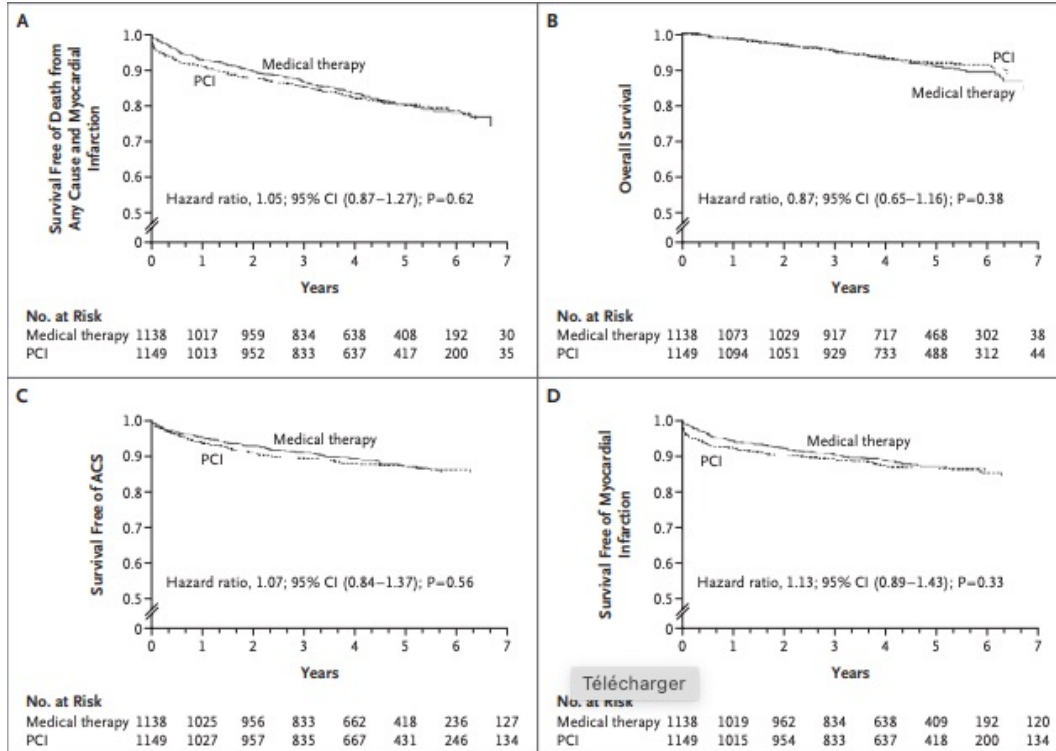 A
Survival Free of Death from
Any Cause and Myocardial
Infarction
1.0
0.9
0.8
0.7
0.6
0.5
0
Medical therapy
PCI
Hazard ratio, 1.05; 95% CI (0.87–1.27); P=0.62
0 1 2 3 4 5 6 7
Years
No. at Risk
Medical therapy 1138 1017 959 834 638 408 192 30
PCI 1149 1013 952 833 637 417 200 35
B
Overall Survival
1.0
0.9
0.8
0.7
0.6
0.5
0
PCI
Medical therapy
Hazard ratio, 0.87; 95% CI (0.65–1.16); P=0.38
0 1 2 3 4 5 6 7
Years
No. at Risk
Medical therapy 1138 1073 1029 917 717 468 302 38
PCI 1149 1094 1051 929 733 488 312 44
C
Survival Free of ACS
1.0
0.9
0.8
0.7
0.6
0.5
0
Medical therapy
PCI
Hazard ratio, 1.07; 95% CI (0.84–1.37); P=0.56
0 1 2 3 4 5 6 7
Years
No. at Risk
Medical therapy 1138 1025 956 833 662 418 236 127
PCI 1149 1027 957 835 667 431 246 134
D
Survival Free of Myocardial
Infarction
1.0
0.9
0.8
0.7
0.6
0.5
0
Medical therapy
PCI
Hazard ratio, 1.13; 95% CI (0.89–1.43); P=0.33
0 1 2 3 4 5 6 7
Years
Télécharger
No. at Risk
Medical therapy 1138 1019 962 834 638 409 192 120
PCI 1149 1015 954 833 637 418 200 134